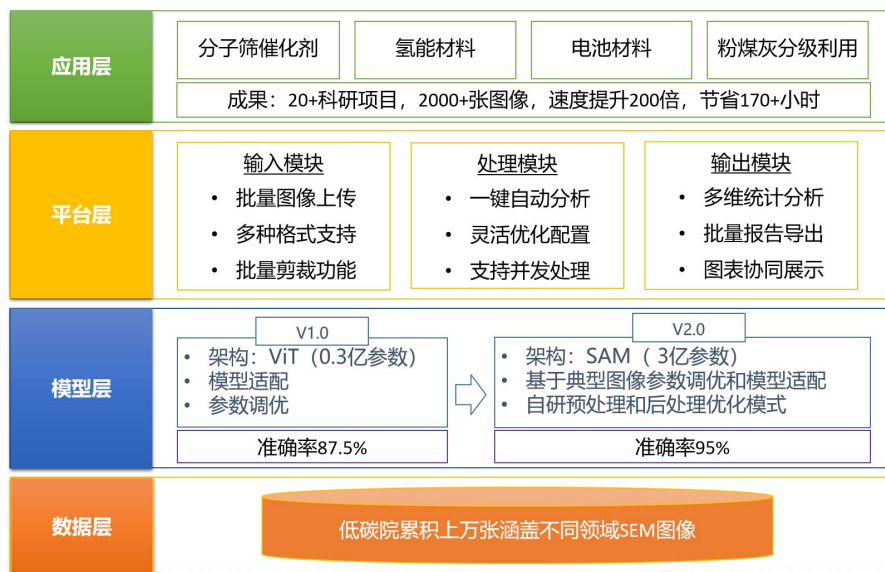 应用层
分子筛催化剂
氢能材料
电池材料
粉煤灰分级利用
成果：20+科研项目，2000+张图像，速度提升200倍，节省170+小时
平台层
输入模块
• 批量图像上传
• 多种格式支持
• 批量剪裁功能
处理模块
• 一键自动分析
• 灵活优化配置
• 支持并发处理
输出模块
• 多维统计分析
• 批量报告导出
• 图表协同展示
模型层
V1.0
• 架构：ViT（0.3亿参数）
• 模型适配
• 参数调优
准确率87.5%
V2.0
• 架构：SAM（ 3亿参数）
• 基于典型图像参数调优和模型适配
• 自研预处理和后处理优化模式
准确率95%
数据层
低碳院累积上万张涵盖不同领域SEM图像